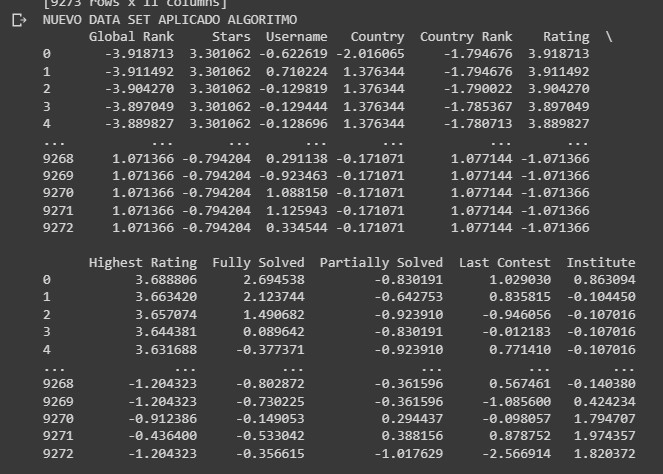 [9273 rows x 11 columns]
NUEVO DATA SET APLICADO ALGORITMO
Global Rank Stars Username Country Country Rank Rating \
0 -3.918713 3.301062 -0.622619 -2.016065 -1.794676 3.918713
1 -3.911492 3.301062 0.710224 1.376344 -1.794676 3.911492
2 -3.904270 3.301062 -0.129819 1.376344 -1.790022 3.904270
3 -3.897049 3.301062 -0.129444 1.376344 -1.785367 3.897049
4 -3.889827 3.301062 -0.128696 1.376344 -1.780713 3.889827
... ... ... ... ... ... ...
9268 1.071366 -0.794204 0.291138 -0.171071 1.077144 -1.071366
9269 1.071366 -0.794204 -0.923463 -0.171071 1.077144 -1.071366
9270 1.071366 -0.794204 1.088150 -0.171071 1.077144 -1.071366
9271 1.071366 -0.794204 1.125943 -0.171071 1.077144 -1.071366
9272 1.071366 -0.794204 0.334544 -0.171071 1.077144 -1.071366
Highest Rating Fully Solved Partially Solved Last Contest Institute
0 3.688806 2.694538 -0.830191 1.029030 0.863094
1 3.663420 2.123744 -0.642753 0.835815 -0.104450
2 3.657074 1.490682 -0.923910 -0.946056 -0.107016
3 3.644381 0.089642 -0.830191 -0.012183 -0.107016
4 3.631688 -0.377371 -0.923910 0.771410 -0.107016
... ... ... ... ... ...
9268 -1.204323 -0.802872 -0.361596 0.567461 -0.140380
9269 -1.204323 -0.730225 -0.361596 -1.085600 0.424234
9270 -0.912386 -0.149053 0.294437 -0.098057 1.794707
9271 -0.436400 -0.533042 0.388156 0.878752 1.974357
9272 -1.204323 -0.356615 -1.017629 -2.566914 1.820372